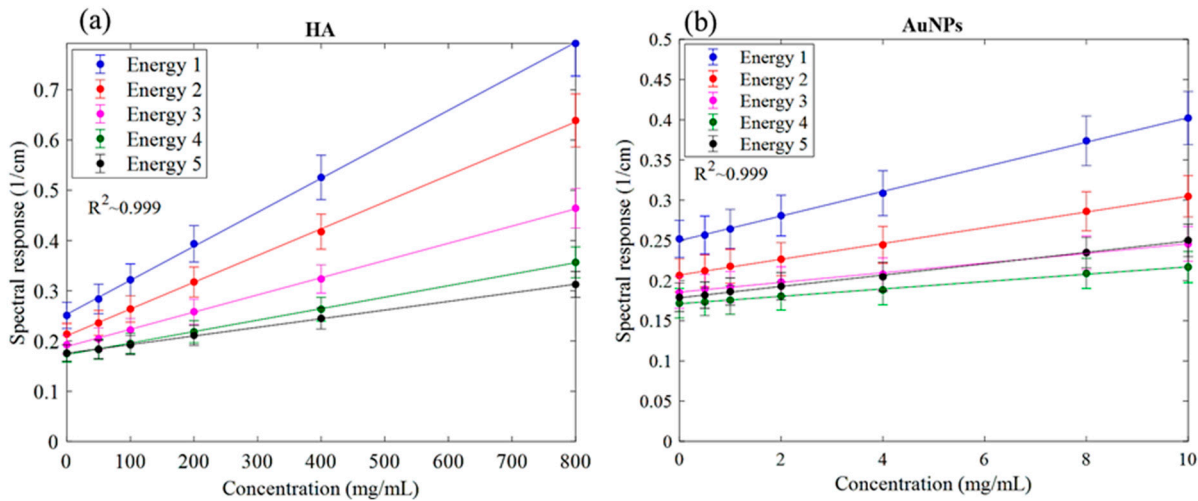 (a)
HA
Energy 1
Energy 2
Energy 3
Energy 4
Energy 5
R²~0.999
Spectral response (1/cm)
0.7
0.6
0.5
0.4
0.3
0.2
0.1
0
0 100 200 300 400 500 600 700 800
Concentration (mg/mL)
(b)
AuNPs
Energy 1
Energy 2
Energy 3
Energy 4
Energy 5
R²~0.999
Spectral response (1/cm)
0.5
0.45
0.4
0.35
0.3
0.25
0.2
0.15
0.1
0.05
0
0 2 4 6 8 10
Concentration (mg/mL)